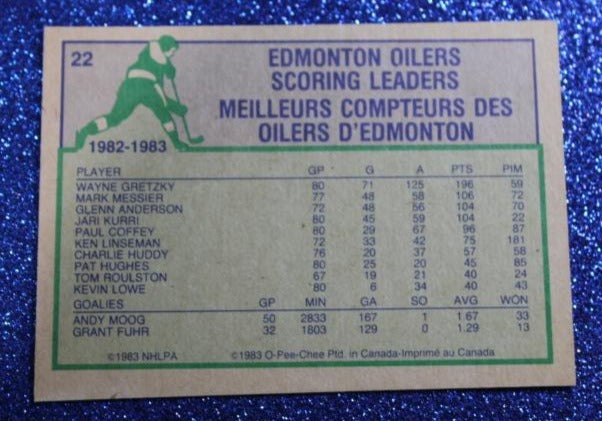 22
EDMONTON OILERS
SCORING LEADERS
MEILLEURS COMPTEURS DES
OILERS D'EDMONTON
1982-1983
PLAYER GP G A PTS PIM
WAYNE GRETZKY 80 71 125 196 59
MARK MESSIER 77 48 58 106 72
GLENN ANDERSON 72 48 56 104 70
JARI KURRI 80 45 59 104 22
PAUL COFFEY 80 29 67 96 87
KEN LINSEMAN 72 33 42 75 181
CHARLIE HUDDY 76 20 37 57 58
PAT HUGHES 80 25 20 45 85
TOM ROULSTON 67 19 21 40 24
KEVIN LOWE 80 6 34 40 43
GOALIES GP MIN GA SO AVG WON
ANDY MOOG 50 2833 167 1 1.67 33
GRANT FUHR 32 1803 129 0 1.29 13
©1983 NHLPA ©1983 O-Pee-Chee Ptd. in Canada-Imprimé au Canada